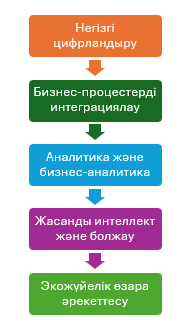 Негізгі
цифрландыру
Бизнес-процестерді
интеграциялау
Аналитика және
бизнес-аналитика
Жасанды интеллект
және болжау
Экожүйелік өзара
әрекеттесу